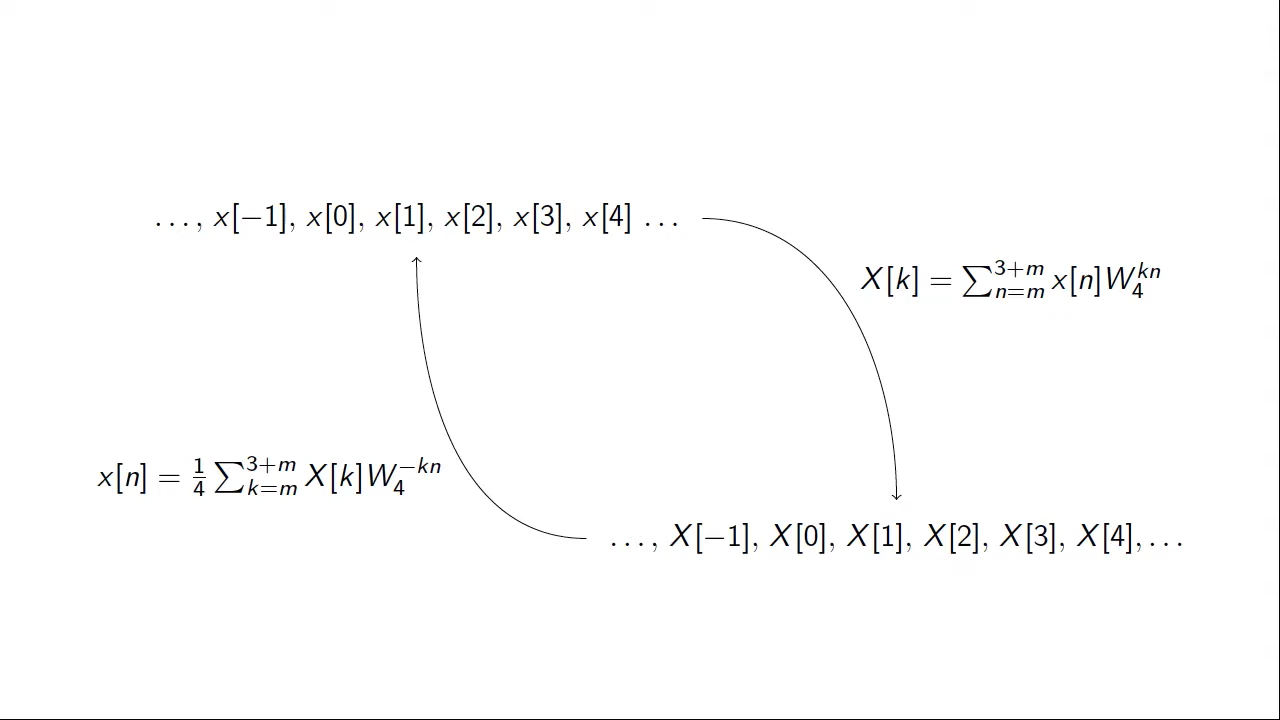 ..., x[−1], x[0], x[1], x[2], x[3], x[4] ...
X[k] = ∑_{n=m}^{3+m} x[n]W_4^{kn}
x[n] = \frac{1}{4} ∑_{k=m}^{3+m} X[k]W_4^{−kn}
..., X[−1], X[0], X[1], X[2], X[3], X[4], ...